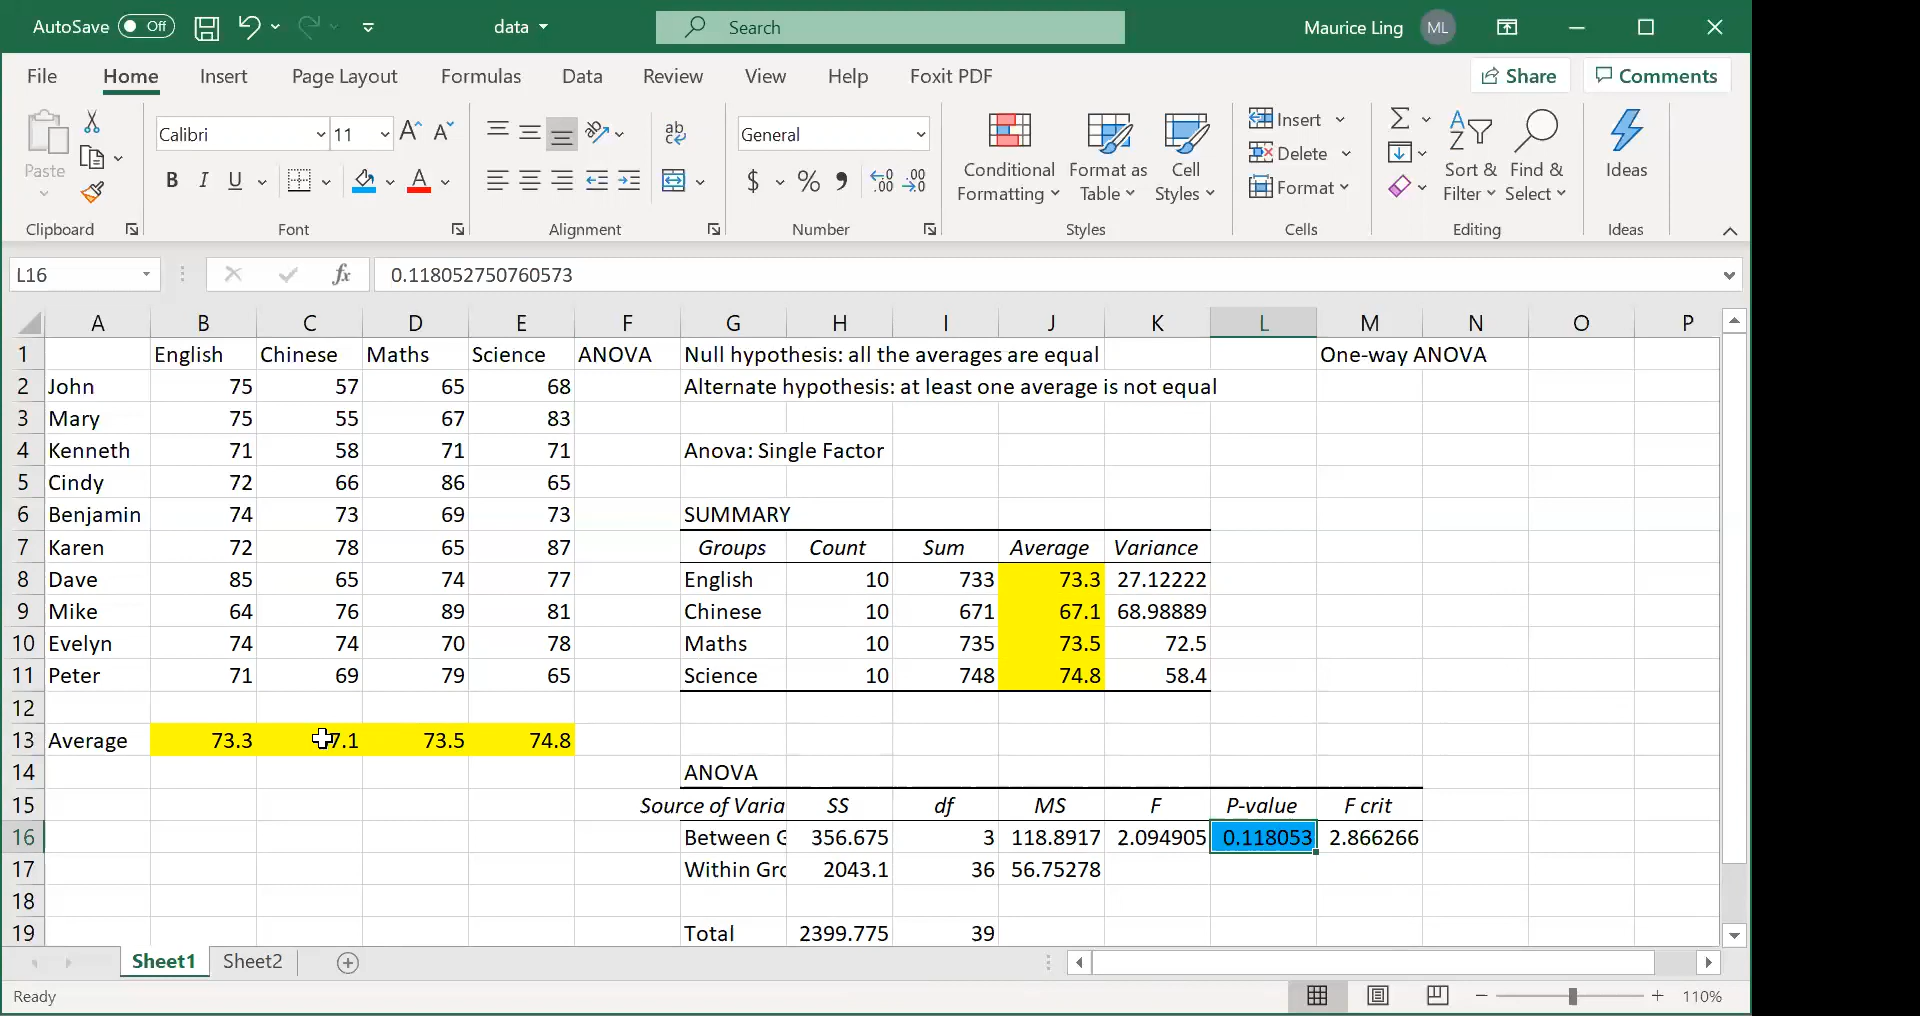 AutoSave Off data Search Maurice Ling ML
File Home Insert Page Layout Formulas Data Review View Help Foxit PDF Share Comments
Paste Calibri 11 A^ A˅ ab General $ % , .00 Conditional Formatting Format as Table Cell Styles Insert Delete Format Σ Sort & Filter Find & Select Ideas
B I U A
Clipboard Font Alignment Number Styles Cells Editing Ideas
L16 fx 0.118052750760573
A B C D E F G H I J K L M N O P
1 English Chinese Maths Science ANOVA Null hypothesis: all the averages are equal One-way ANOVA
2 John 75 57 65 68 Alternate hypothesis: at least one average is not equal
3 Mary 75 55 67 83
4 Kenneth 71 58 71 71 Anova: Single Factor
5 Cindy 72 66 86 65
6 Benjamin 74 73 69 73 SUMMARY
7 Karen 72 78 65 87 Groups Count Sum Average Variance
8 Dave 85 65 74 77 English 10 733 73.3 27.12222
9 Mike 64 76 89 81 Chinese 10 671 67.1 68.98889
10 Evelyn 74 74 70 78 Maths 10 735 73.5 72.5
11 Peter 71 69 79 65 Science 10 748 74.8 58.4
12
13 Average 73.3 7.1 73.5 74.8
14 ANOVA
15 Source of Varia SS df MS F P-value F crit
16 Between G 356.675 3 118.8917 2.094905 0.118053 2.866266
17 Within Gro 2043.1 36 56.75278
18
19 Total 2399.775 39
Sheet1 Sheet2
Ready 110%